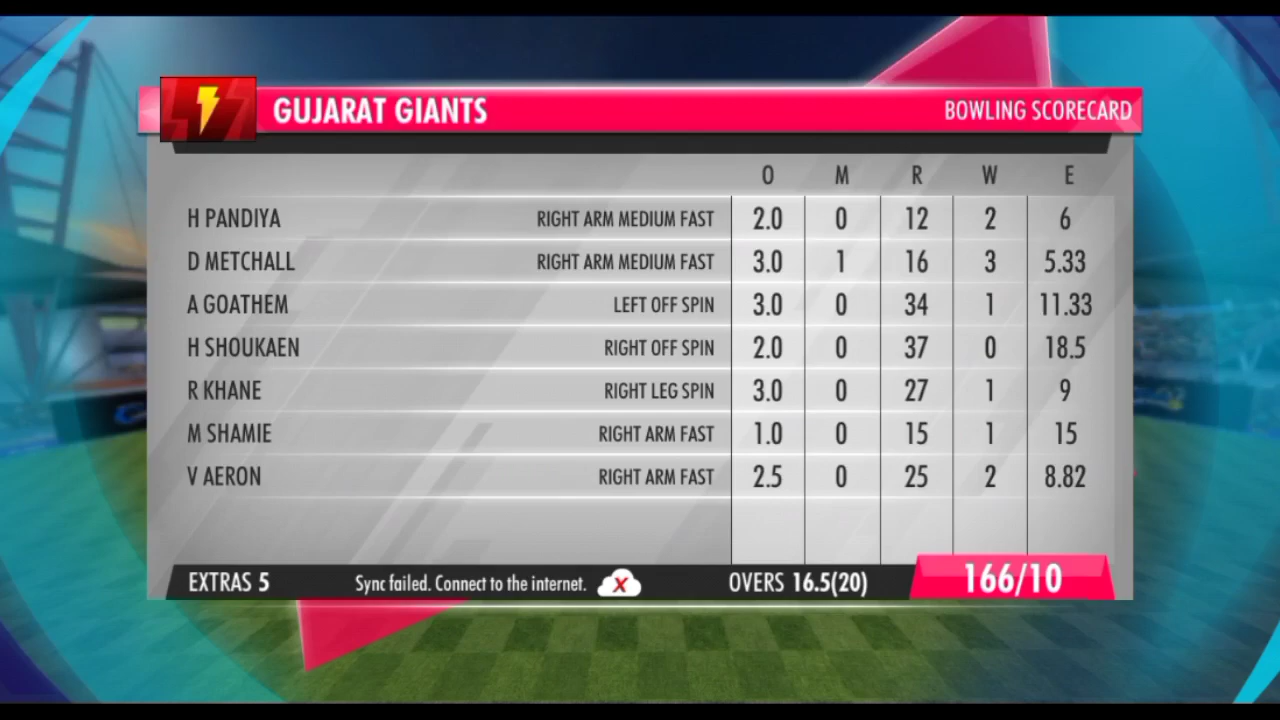 GUJARAT GIANTS BOWLING SCORECARD
O M R W E
H PANDIYA RIGHT ARM MEDIUM FAST 2.0 0 12 2 6
D METCHALL RIGHT ARM MEDIUM FAST 3.0 1 16 3 5.33
A GOATHEM LEFT OFF SPIN 3.0 0 34 1 11.33
H SHOUKAEN RIGHT OFF SPIN 2.0 0 37 0 18.5
R KHANE RIGHT LEG SPIN 3.0 0 27 1 9
M SHAMIE RIGHT ARM FAST 1.0 0 15 1 15
V AERON RIGHT ARM FAST 2.5 0 25 2 8.82
EXTRAS 5 Sync failed. Connect to the internet. X OVERS 16.5(20) 166/10